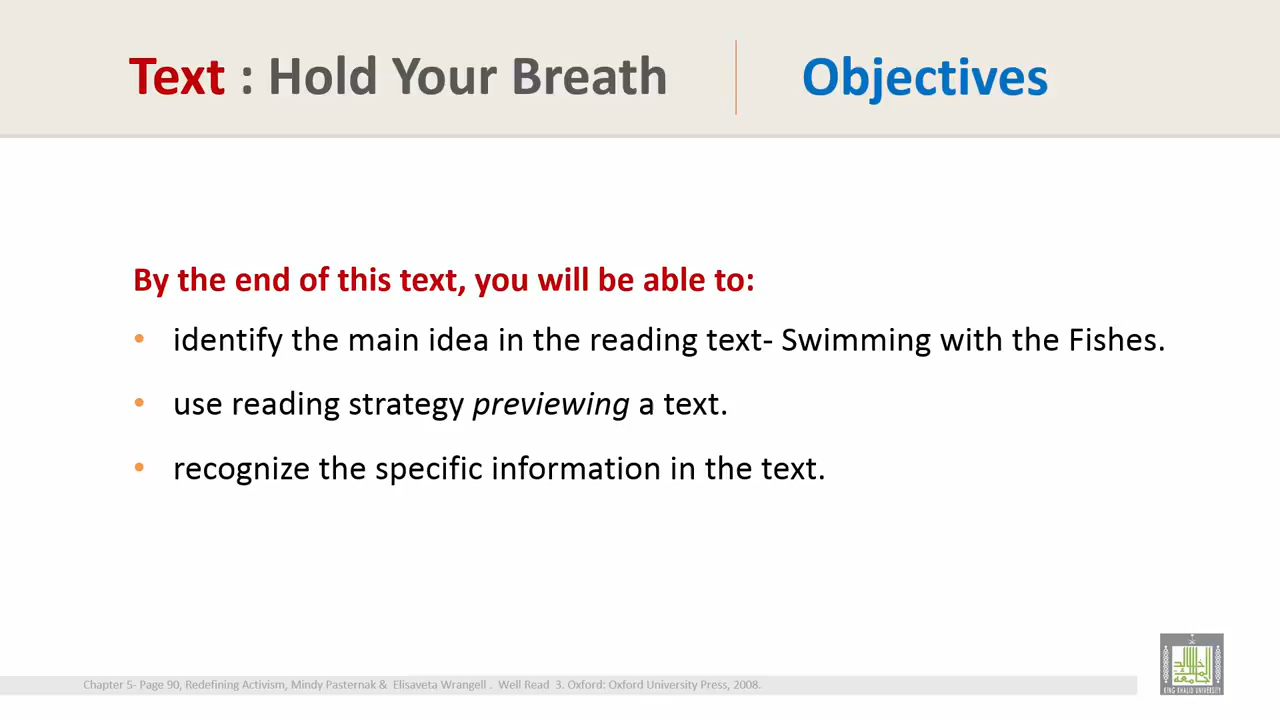 Text : Hold Your Breath
Objectives
By the end of this text, you will be able to:
• identify the main idea in the reading text- Swimming with the Fishes.
• use reading strategy previewing a text.
• recognize the specific information in the text.
Chapter 5- Page 90, Redefining Activism, Mindy Pasternak & Elisaveta Wrangell . Well Read 3. Oxford: Oxford University Press, 2008.
KING KHALID UNIVERSITY